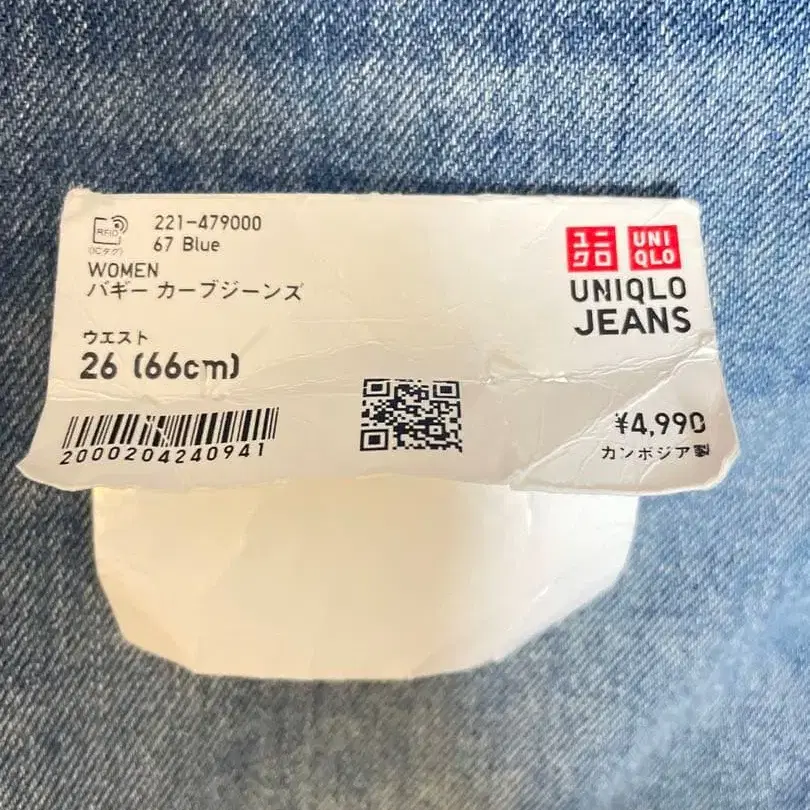 RFID
(ICタグ)
221-479000
67 Blue
WOMEN
バギー カーブジーンズ
ウエスト
26 (66cm)
2000204240941
ユニ
クロ
UNI
QLO
UNIQLO
JEANS
¥4,990
カンボジア製